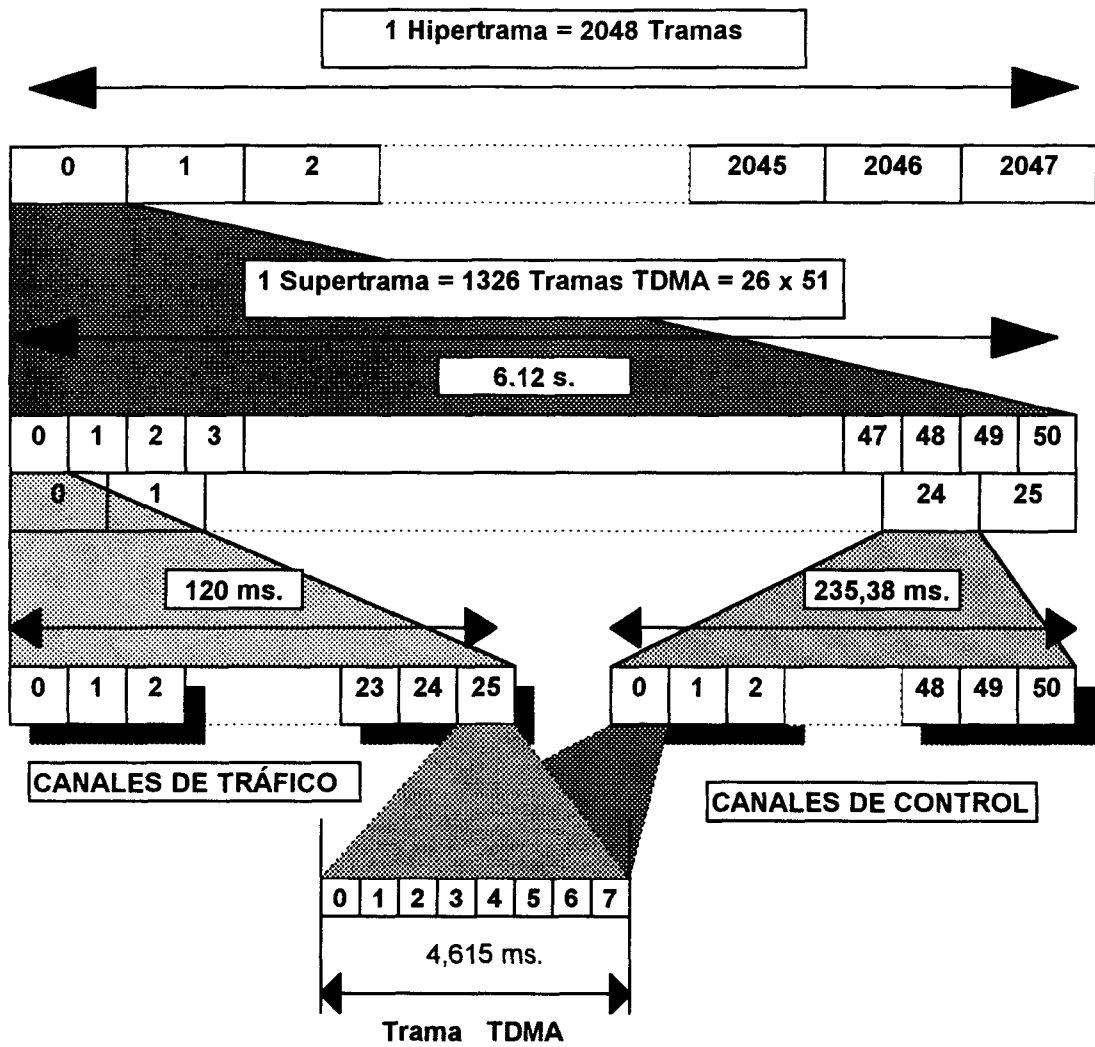 1 Hipertrama = 2048 Tramas
0 1 2 2045 2046 2047
1 Supertrama = 1326 Tramas TDMA = 26 x 51
6.12 s.
0 1 2 3 47 48 49 50
0 1 24 25
120 ms. 235,38 ms.
0 1 2 23 24 25 0 1 2 48 49 50
CANALES DE TRÁFICO
CANALES DE CONTROL
0 1 2 3 4 5 6 7
4,615 ms.
Trama TDMA